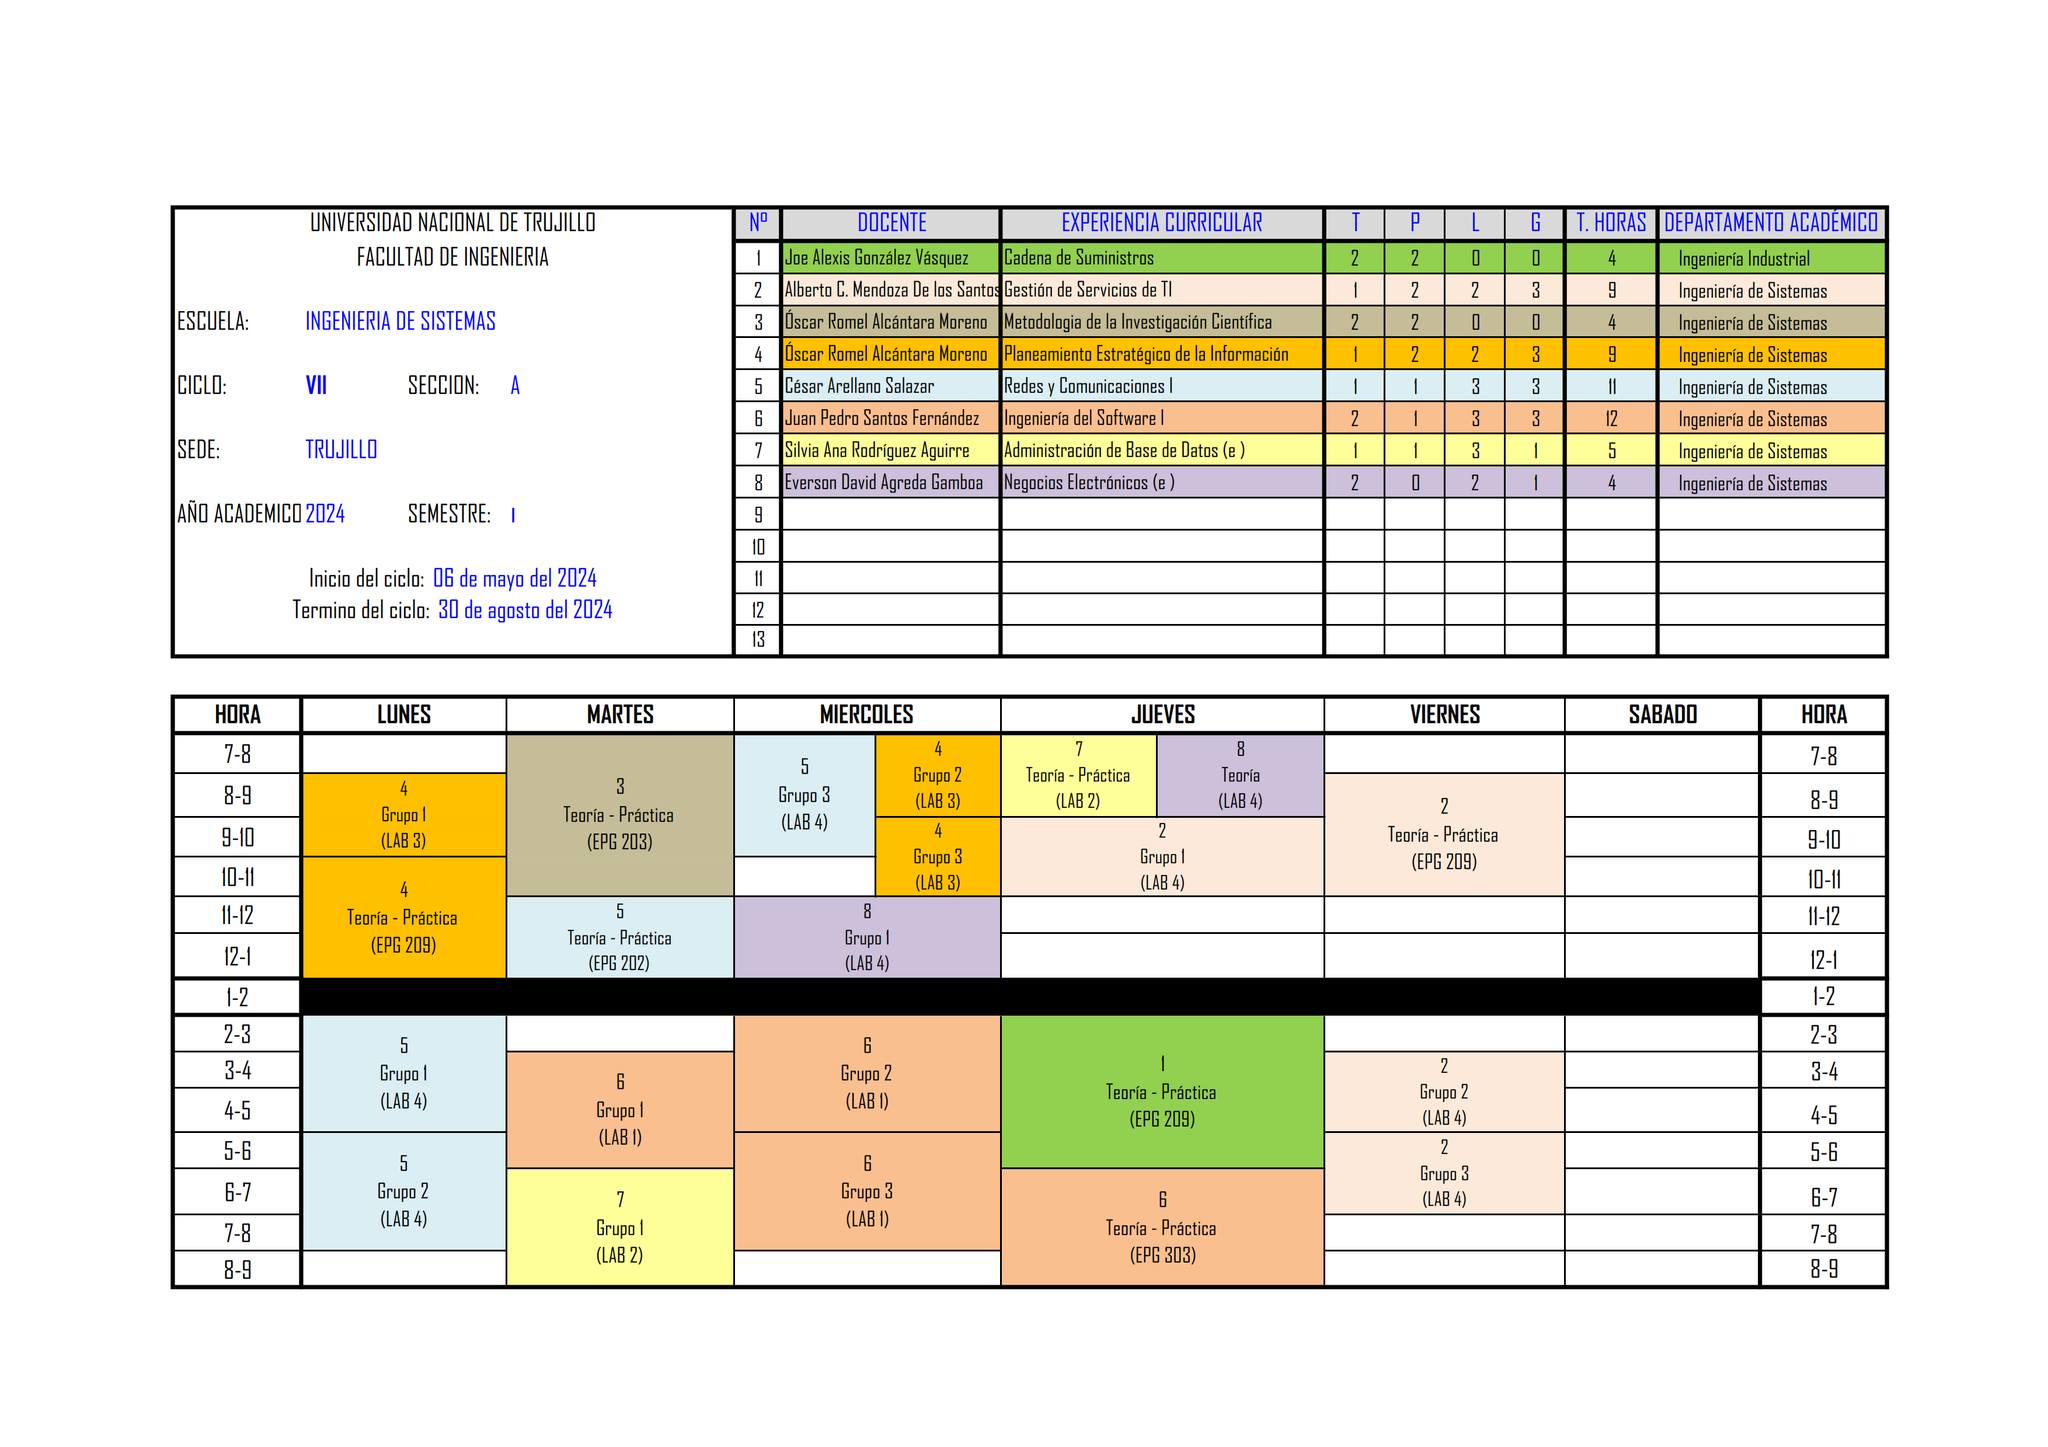 UNIVERSIDAD NACIONAL DE TRUJILLO
FACULTAD DE INGENIERIA
ESCUELA: INGENIERIA DE SISTEMAS
CICLO: VII SECCION: A
SEDE: TRUJILLO
AÑO ACADEMICO 2024 SEMESTRE: I
Inicio del ciclo: 06 de mayo del 2024
Termino del ciclo: 30 de agosto del 2024
Nº DOCENTE EXPERIENCIA CURRICULAR T P L G T. HORAS DEPARTAMENTO ACADÉMICO
1 Joe Alexis González Vásquez Cadena de Suministros 2 2 0 0 4 Ingeniería Industrial
2 Alberto C. Mendoza De los Santos Gestión de Servicios de TI 1 2 2 3 9 Ingeniería de Sistemas
3 Óscar Romel Alcántara Moreno Metodologia de la Investigación Científica 2 2 0 0 4 Ingeniería de Sistemas
4 Óscar Romel Alcántara Moreno Planeamiento Estratégico de la Información 1 2 2 3 9 Ingeniería de Sistemas
5 César Arellano Salazar Redes y Comunicaciones I 1 1 3 3 11 Ingeniería de Sistemas
6 Juan Pedro Santos Fernández Ingeniería del Software I 2 1 3 3 12 Ingeniería de Sistemas
7 Silvia Ana Rodríguez Aguirre Administración de Base de Datos (e ) 1 1 3 1 5 Ingeniería de Sistemas
8 Everson David Agreda Gamboa Negocios Electrónicos (e ) 2 0 2 1 4 Ingeniería de Sistemas
9
10
11
12
13
HORA LUNES MARTES MIERCOLES JUEVES VIERNES SABADO HORA
7-8
8-9
9-10
10-11
11-12
12-1
1-2
2-3
3-4
4-5
5-6
6-7
7-8
8-9
4
Grupo 1
(LAB 3)
4
Teoría - Práctica
(EPG 209)
5
Grupo 1
(LAB 4)
5
Grupo 2
(LAB 4)
3
Teoría - Práctica
(EPG 203)
5
Teoría - Práctica
(EPG 202)
6
Grupo 1
(LAB 1)
7
Grupo 1
(LAB 2)
5
Grupo 3
(LAB 4)
4
Grupo 2
(LAB 3)
4
Grupo 3
(LAB 3)
8
Grupo 1
(LAB 4)
6
Grupo 2
(LAB 1)
6
Grupo 3
(LAB 1)
7
Teoría - Práctica
(LAB 2)
8
Teoría
(LAB 4)
2
Grupo 1
(LAB 4)
1
Teoría - Práctica
(EPG 209)
6
Teoría - Práctica
(EPG 303)
2
Teoría - Práctica
(EPG 209)
2
Grupo 2
(LAB 4)
2
Grupo 3
(LAB 4)
7-8
8-9
9-10
10-11
11-12
12-1
1-2
2-3
3-4
4-5
5-6
6-7
7-8
8-9